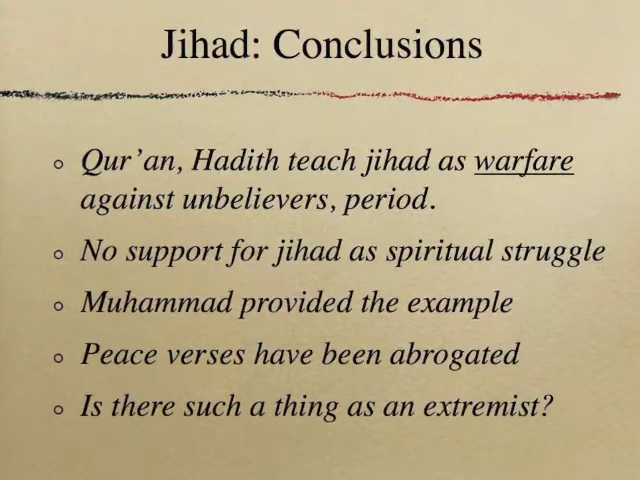 Jihad: Conclusions
Qur'an, Hadith teach jihad as warfare
against unbelievers, period.
No support for jihad as spiritual struggle
Muhammad provided the example
Peace verses have been abrogated
Is there such a thing as an extremist?